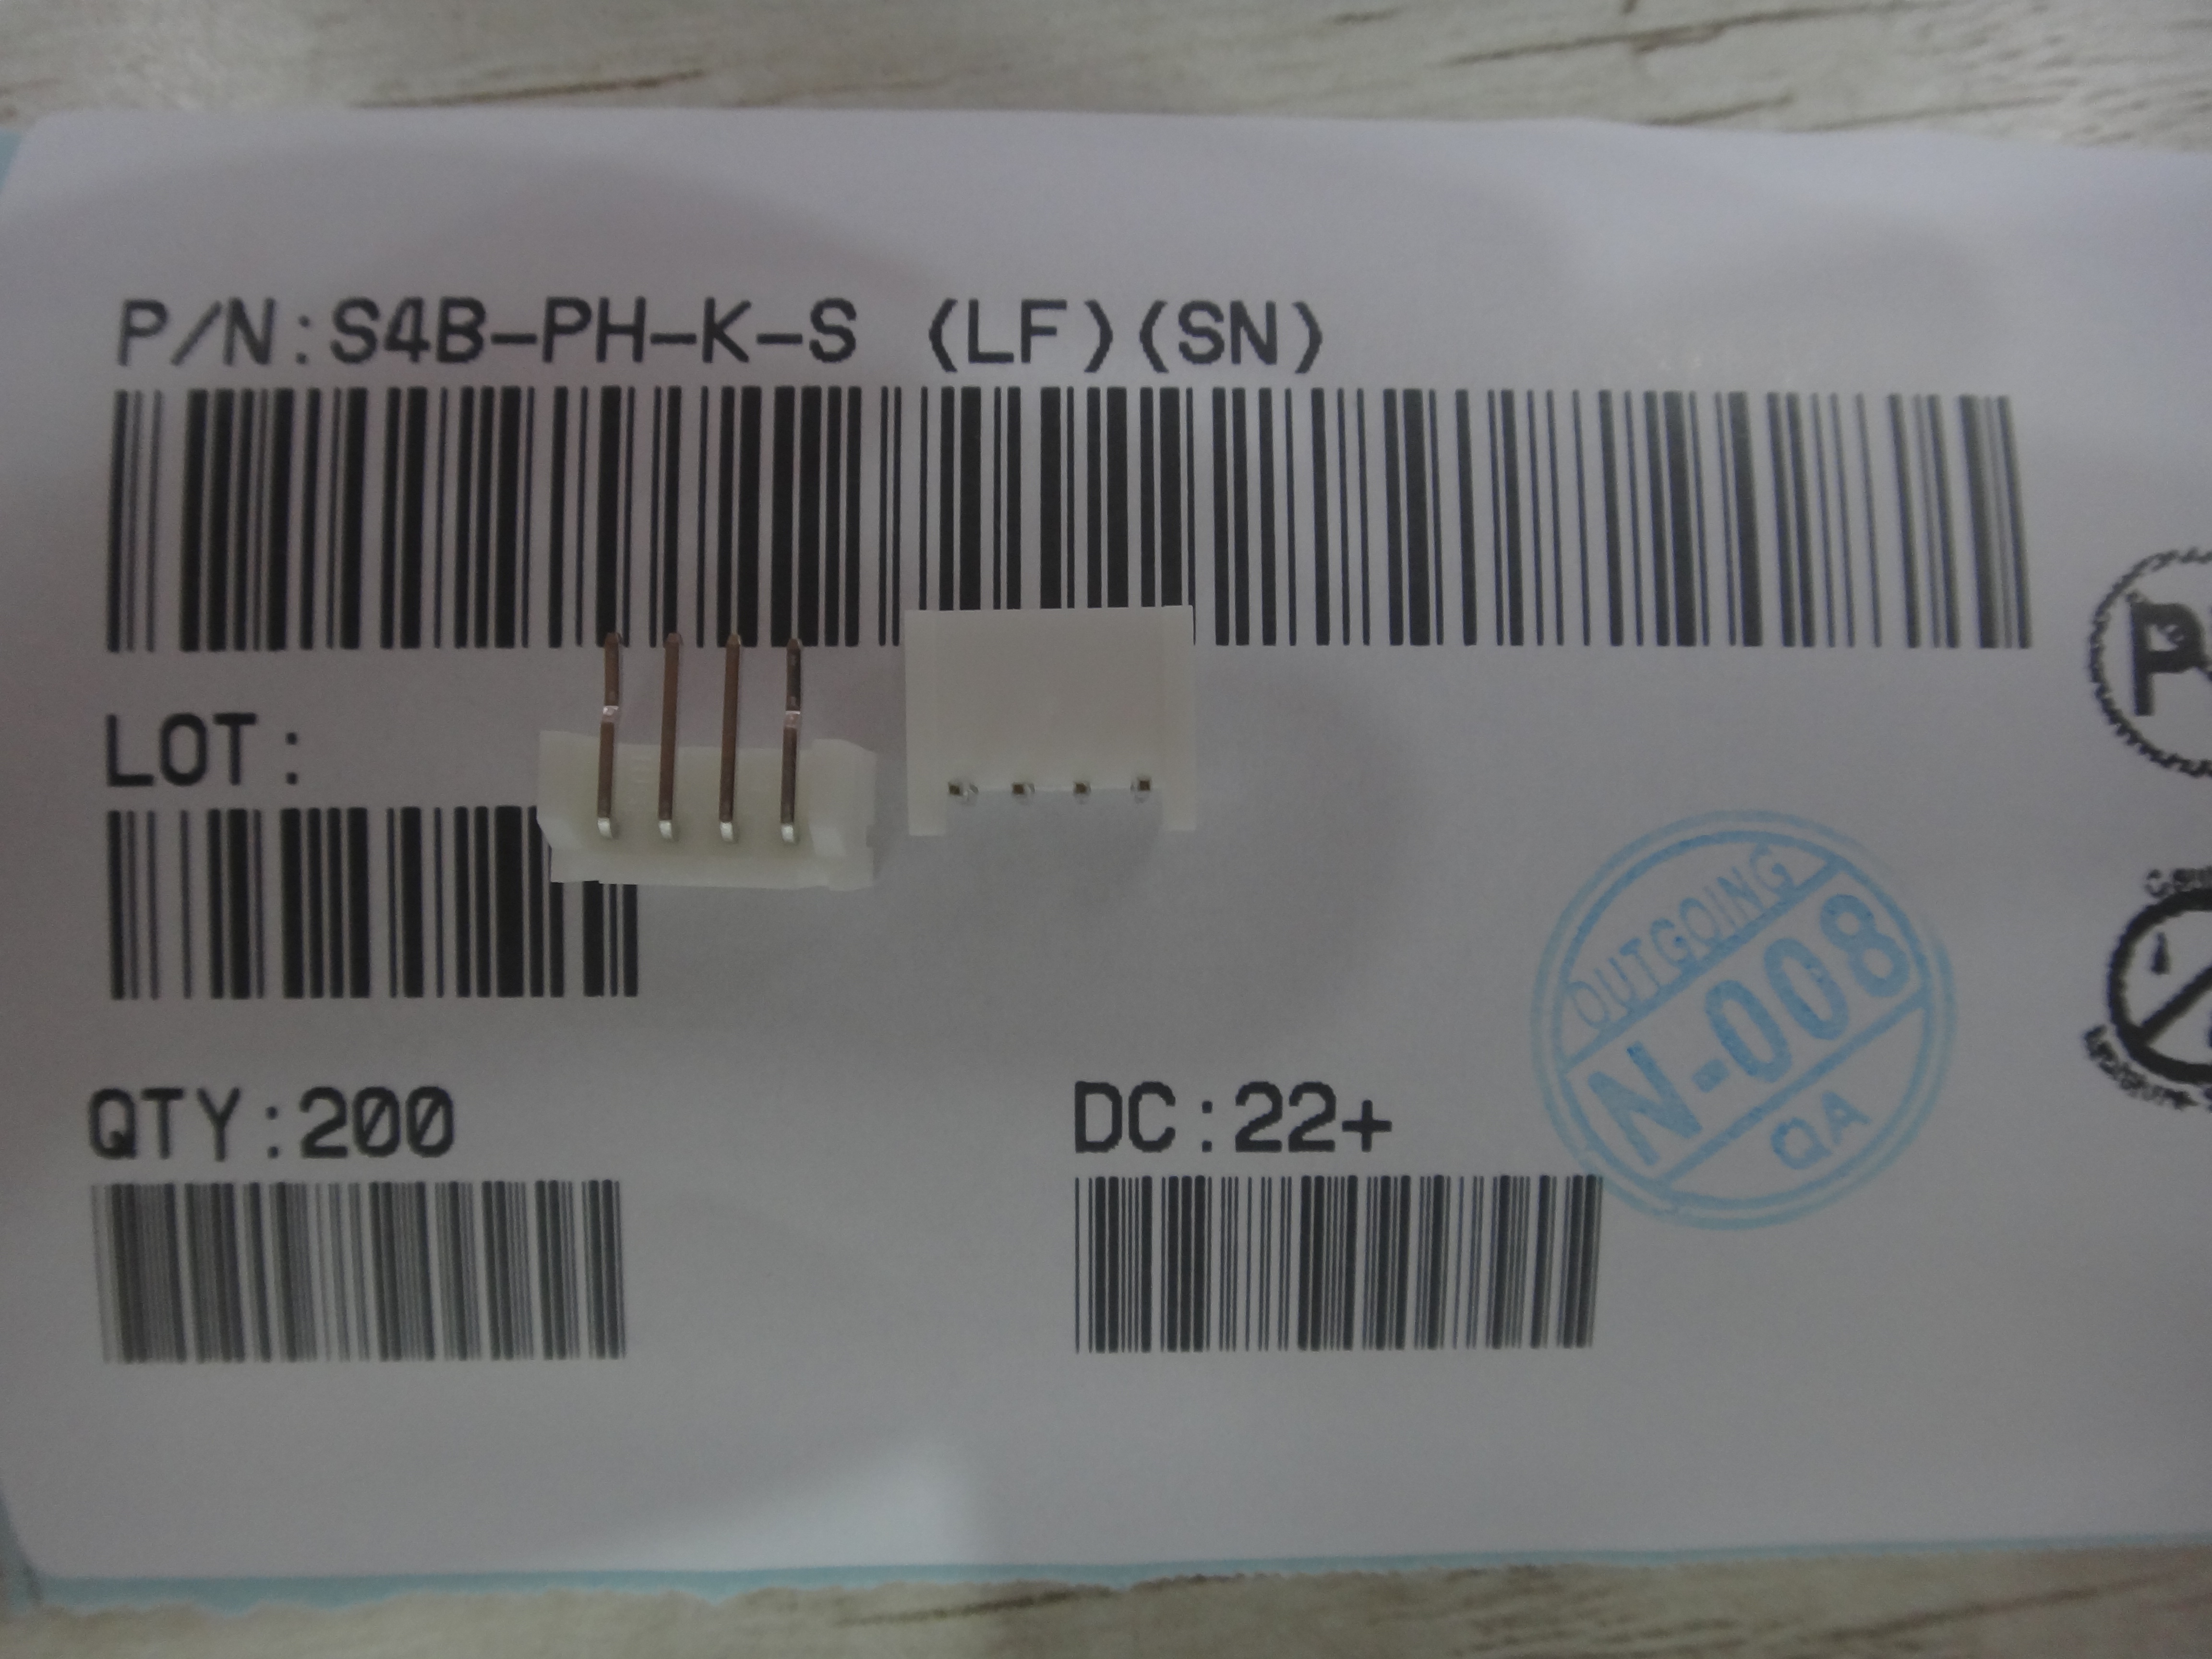 P/N:S4B-PH-K-S (LF)(SN)
LOT:
QTY:200
DC:22+
OUTGOING
N-008
QA